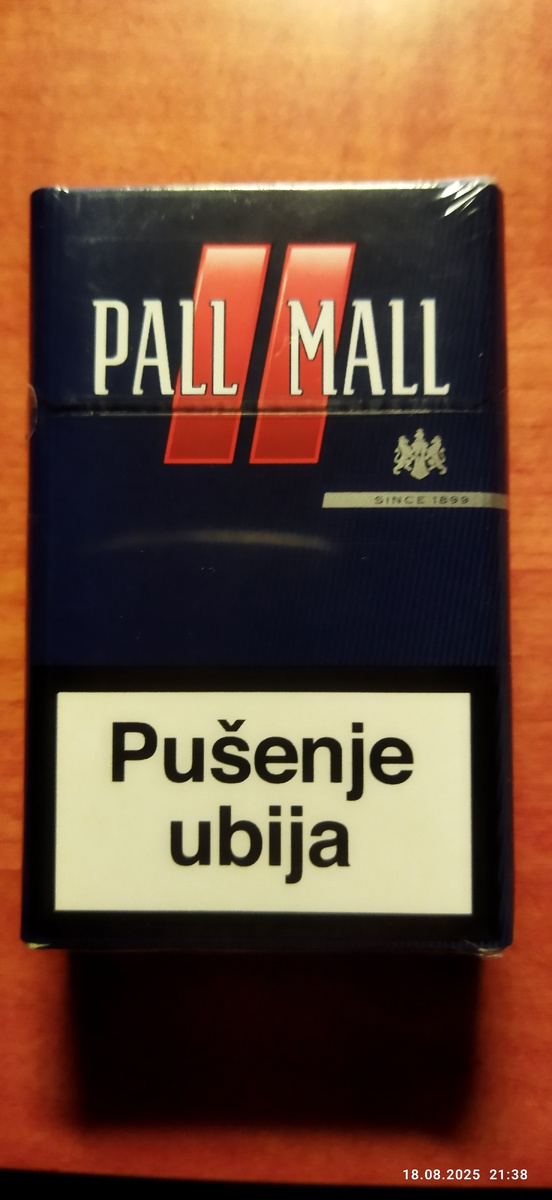 PALL MALL
SINCE 1899
Pušenje
ubija
18.08.2025 21:38